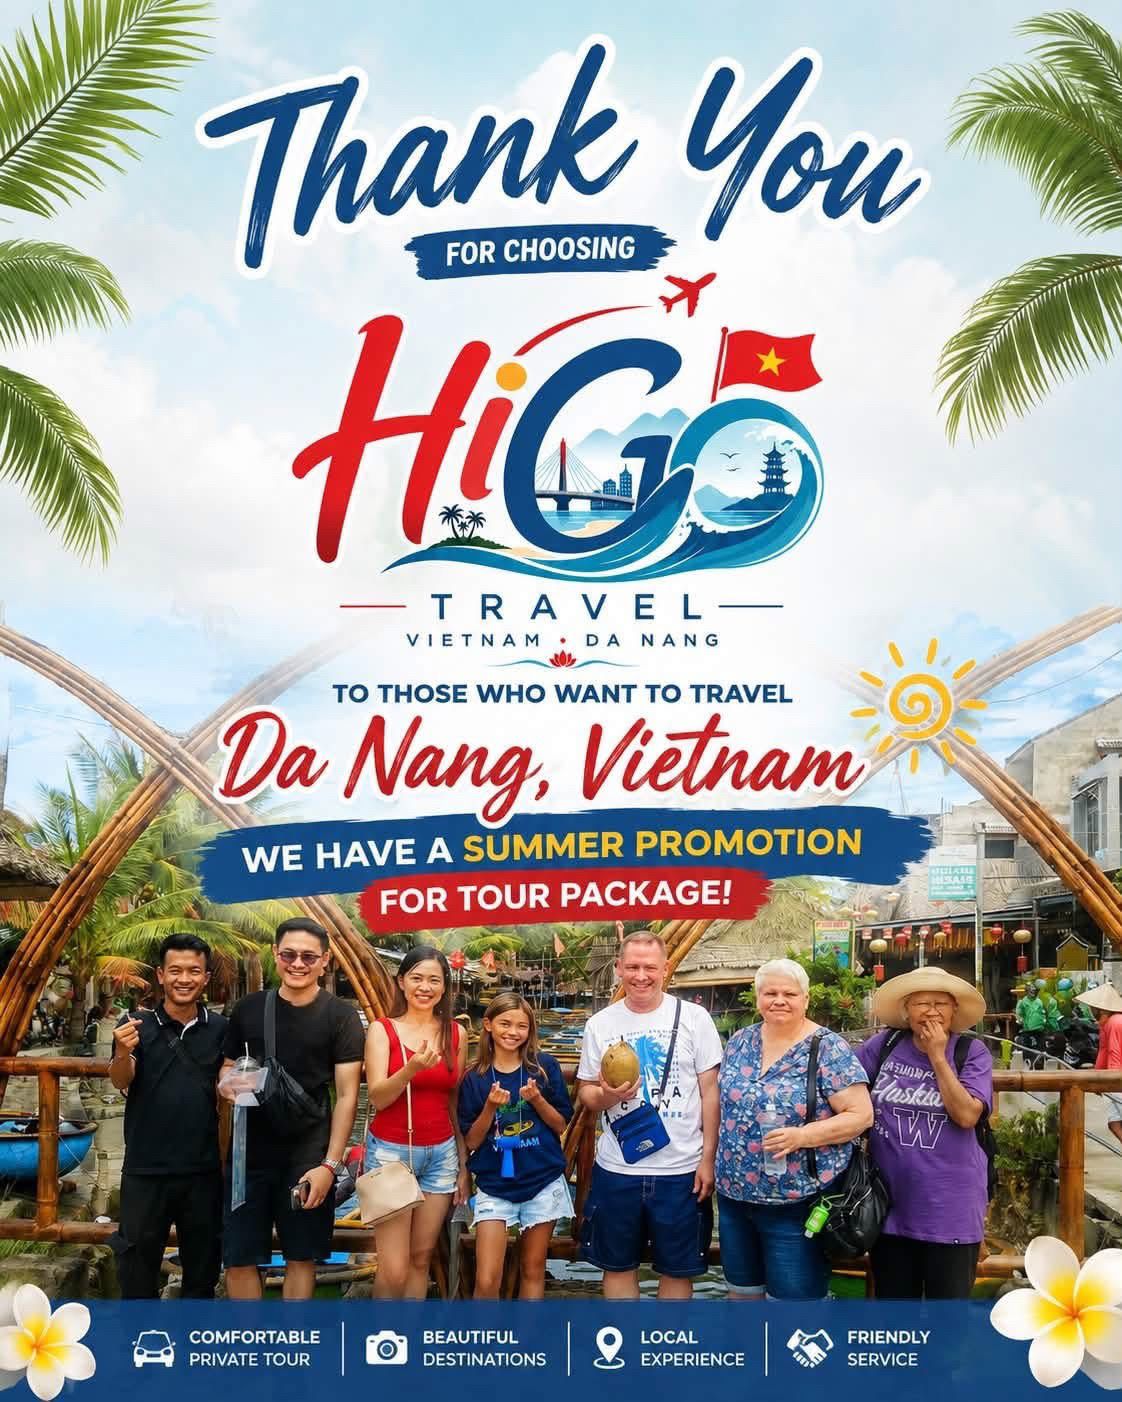 Thank You
FOR CHOOSING
HiGO
TRAVEL
VIETNAM • DA NANG
TO THOSE WHO WANT TO TRAVEL
Da Nang, Vietnam
WE HAVE A SUMMER PROMOTION
FOR TOUR PACKAGE!
Huskies
W
COMFORTABLE
PRIVATE TOUR
BEAUTIFUL
DESTINATIONS
LOCAL
EXPERIENCE
FRIENDLY
SERVICE